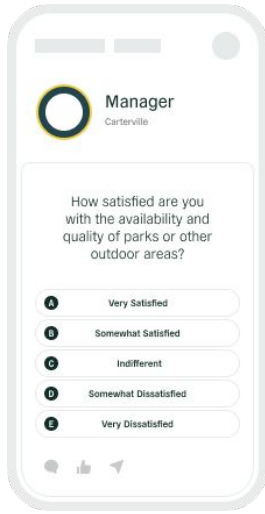 Manager
Carterville
How satisfied are you
with the availability and
quality of parks or other
outdoor areas?
A Very Satisfied
B Somewhat Satisfied
C Indifferent
D Somewhat Dissatisfied
E Very Dissatisfied